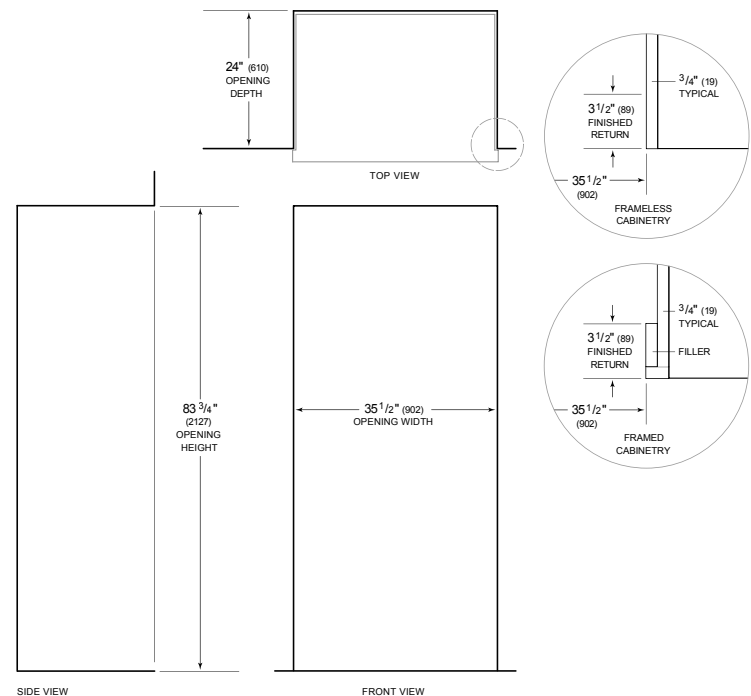 24" (610)
OPENING
DEPTH
TOP VIEW
3/4" (19)
TYPICAL
3 1/2" (89)
FINISHED
RETURN
35 1/2"
(902)
FRAMELESS
CABINETRY
3/4" (19)
TYPICAL
3 1/2" (89)
FINISHED
RETURN
FILLER
35 1/2"
(902)
FRAMED
CABINETRY
83 3/4"
(2127)
OPENING
HEIGHT
35 1/2" (902)
OPENING WIDTH
SIDE VIEW
FRONT VIEW